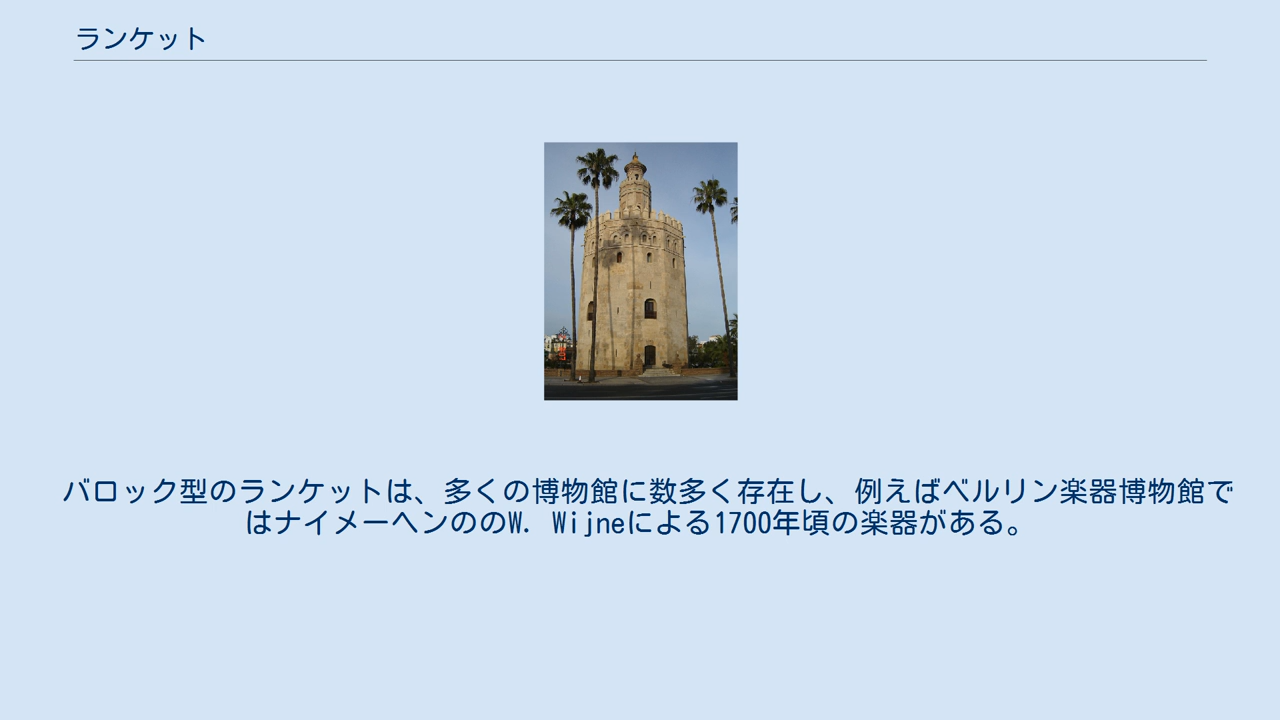 ランケット
バロック型のランケットは、多くの博物館に数多く存在し、例えばベルリン楽器博物館で
はナイメーヘンののW. Wijneによる1700年頃の楽器がある。